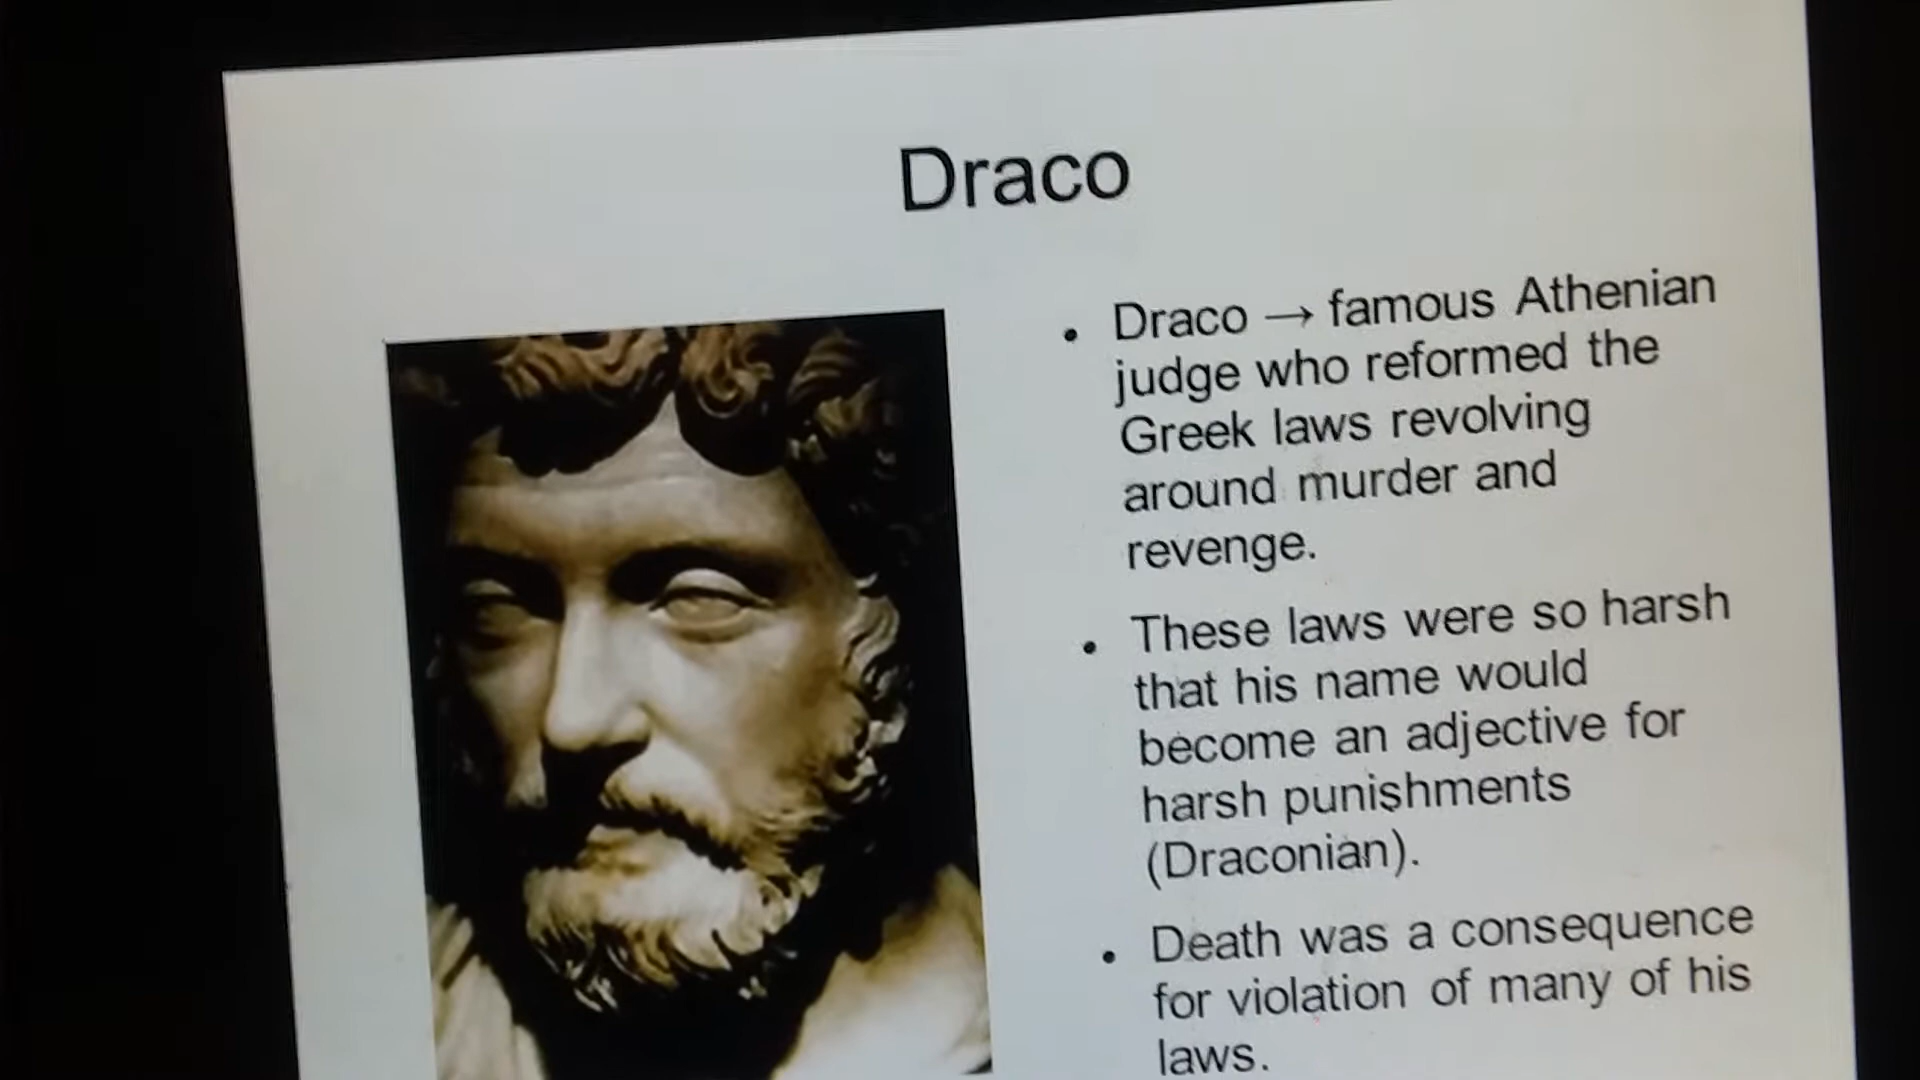 Draco
• Draco → famous Athenian
judge who reformed the
Greek laws revolving
around murder and
revenge.
• These laws were so harsh
that his name would
become an adjective for
harsh punishments
(Draconian).
• Death was a consequence
for violation of many of his
laws.